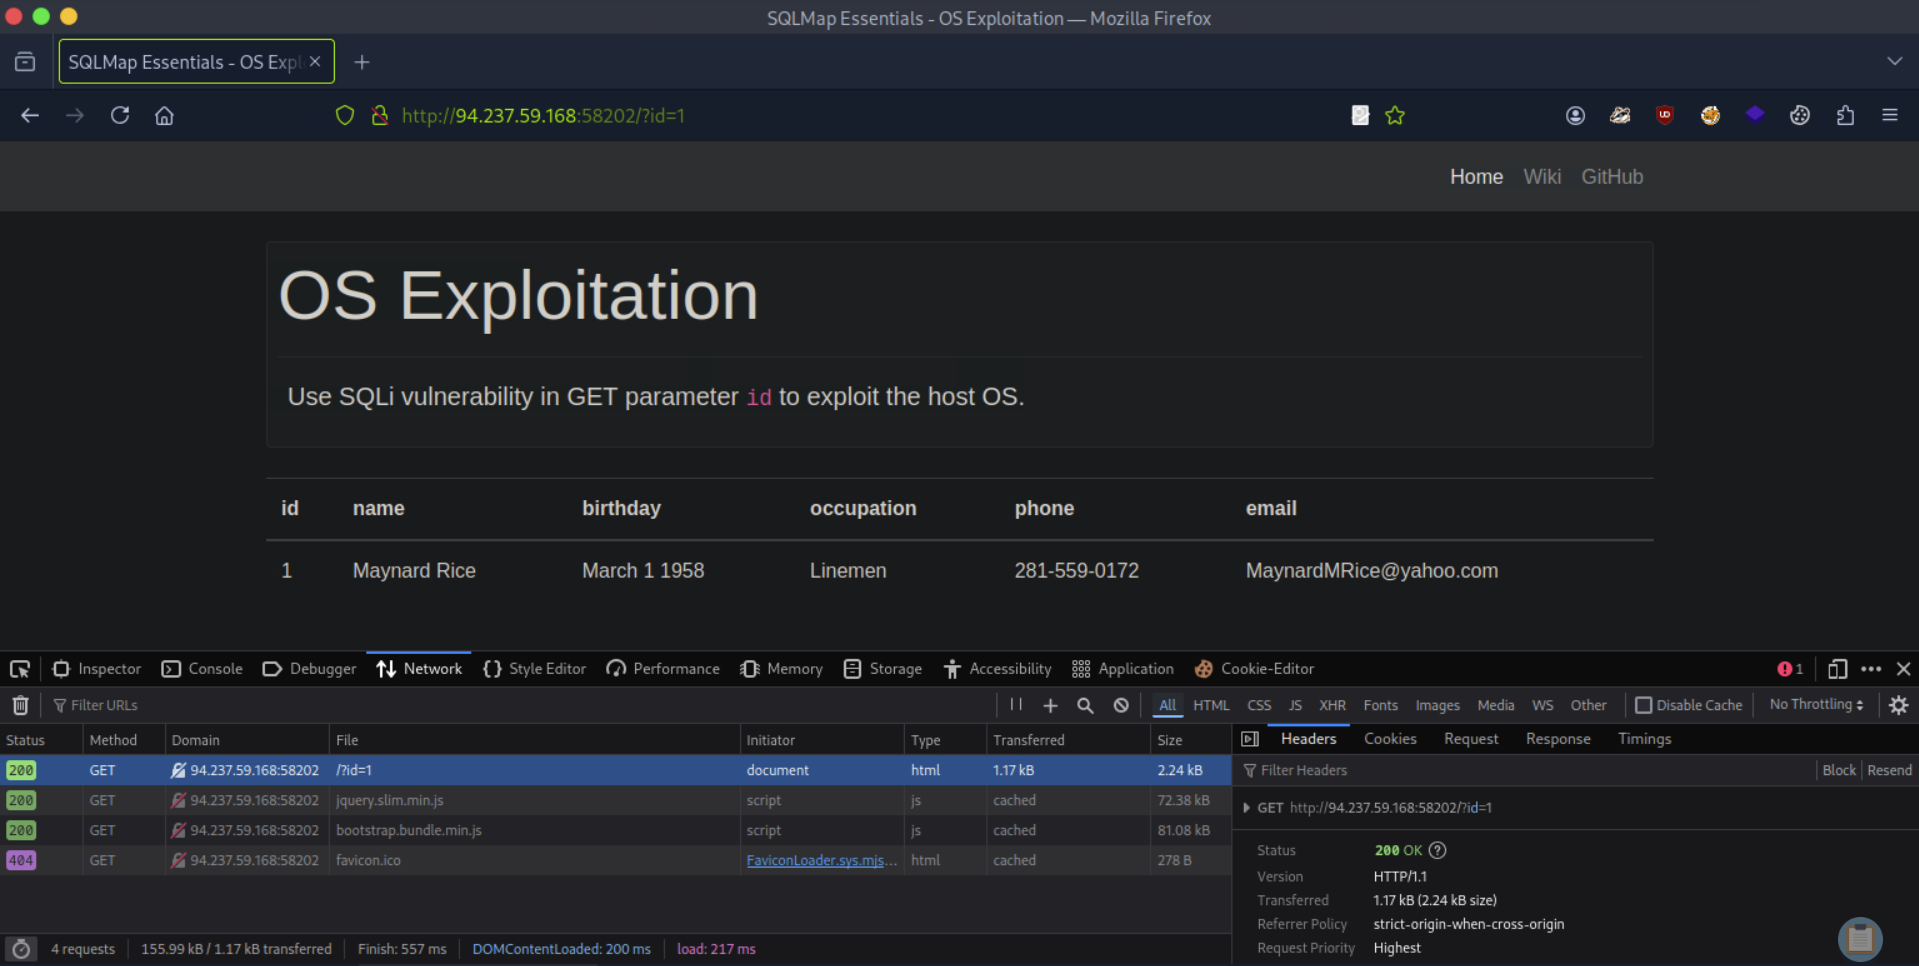 SQLMap Essentials - OS Exploitation — Mozilla Firefox
SQLMap Essentials - OS Expl
http://94.237.59.168:58202/?id=1
Home Wiki GitHub
OS Exploitation
Use SQLi vulnerability in GET parameter id to exploit the host OS.
id name birthday occupation phone email
1 Maynard Rice March 1 1958 Linemen 281-559-0172 MaynardMRice@yahoo.com
Inspector Console Debugger Network Style Editor Performance Memory Storage Accessibility Application Cookie-Editor 1
Filter URLs All HTML CSS JS XHR Fonts Images Media WS Other Disable Cache No Throttling
Status Method Domain File Initiator Type Transferred Size
200 GET 94.237.59.168:58202 /?id=1 document html 1.17 kB 2.24 kB
200 GET 94.237.59.168:58202 jquery.slim.min.js script js cached 72.38 kB
200 GET 94.237.59.168:58202 bootstrap.bundle.min.js script js cached 81.08 kB
404 GET 94.237.59.168:58202 favicon.ico FaviconLoader.sys.mjs... html cached 278 B
4 requests 155.99 kB / 1.17 kB transferred Finish: 557 ms DOMContentLoaded: 200 ms load: 217 ms
Headers Cookies Request Response Timings
Filter Headers Block Resend
GET http://94.237.59.168:58202/?id=1
Status 200 OK ?
Version HTTP/1.1
Transferred 1.17 kB (2.24 kB size)
Referrer Policy strict-origin-when-cross-origin
Request Priority Highest